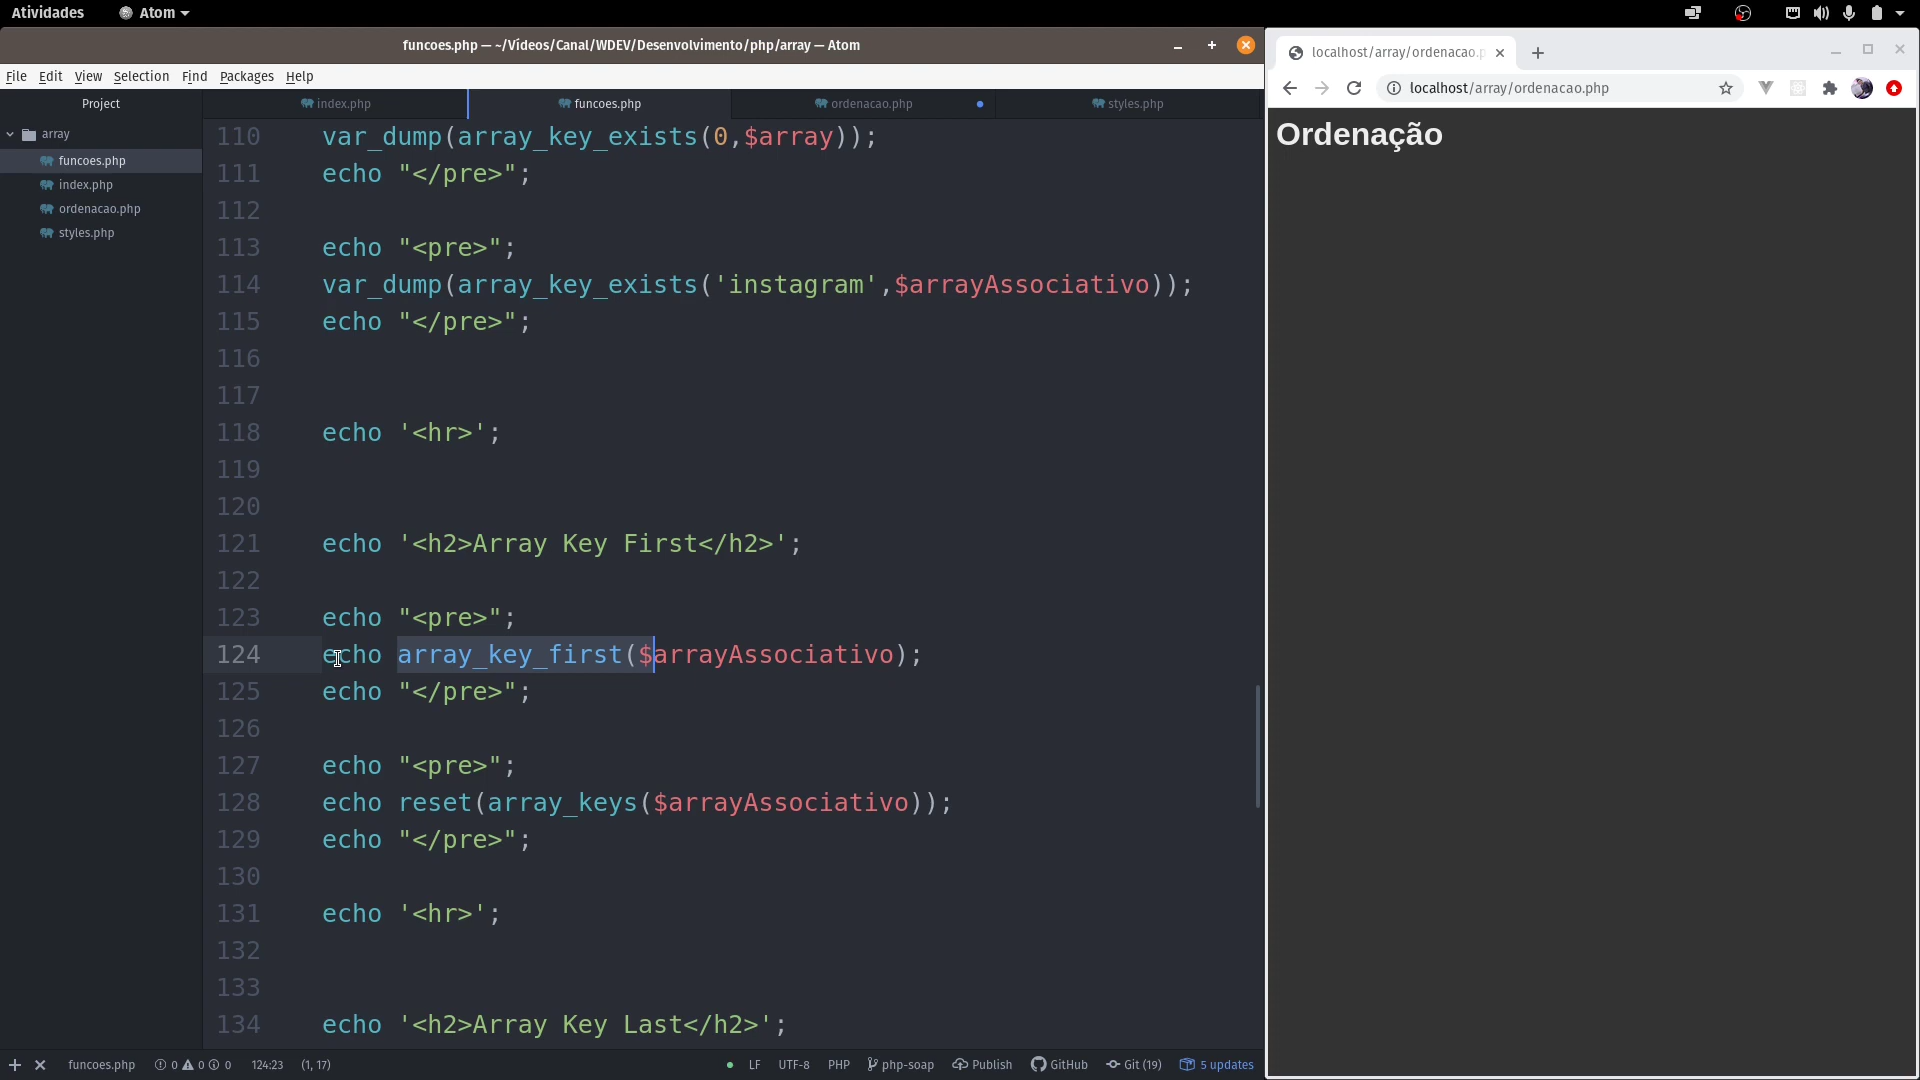 Atividades
Atom
funcoes.php — ~/Vídeos/Canal/WDEV/Desenvolvimento/php/array — Atom
File Edit View Selection Find Packages Help
Project
index.php
funcoes.php
ordenacao.php
styles.php
array
funcoes.php
index.php
ordenacao.php
styles.php
110 var_dump(array_key_exists(0,$array));
111 echo "</pre>";
112
113 echo "<pre>";
114 var_dump(array_key_exists('instagram',$arrayAssociativo));
115 echo "</pre>";
116
117
118 echo '<hr>';
119
120
121 echo '<h2>Array Key First</h2>';
122
123 echo "<pre>";
124 echo array_key_first($arrayAssociativo);
125 echo "</pre>";
126
127 echo "<pre>";
128 echo reset(array_keys($arrayAssociativo));
129 echo "</pre>";
130
131 echo '<hr>';
132
133
134 echo '<h2>Array Key Last</h2>';
funcoes.php 0 0 0 124:23 (1, 17) LF UTF-8 PHP php-soap Publish GitHub Git (19) 5 updates
localhost/array/ordenacao.p
localhost/array/ordenacao.php
Ordenação